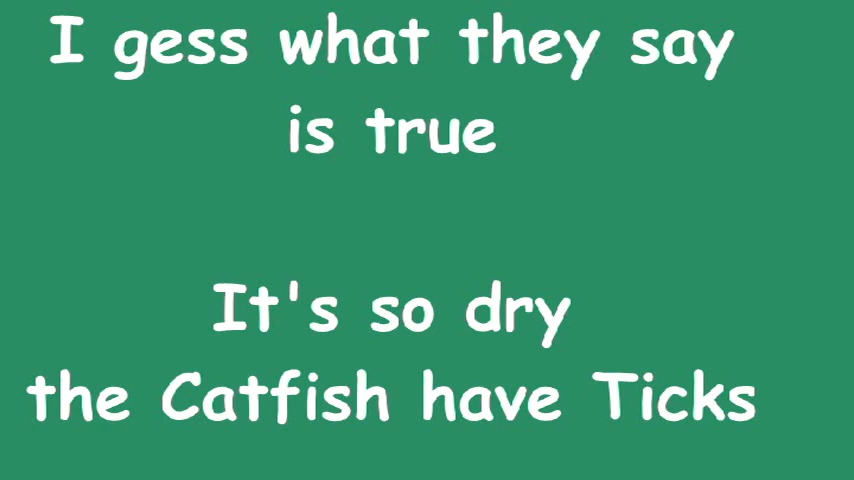 I gess what they say
is true
It's so dry
the Catfish have Ticks